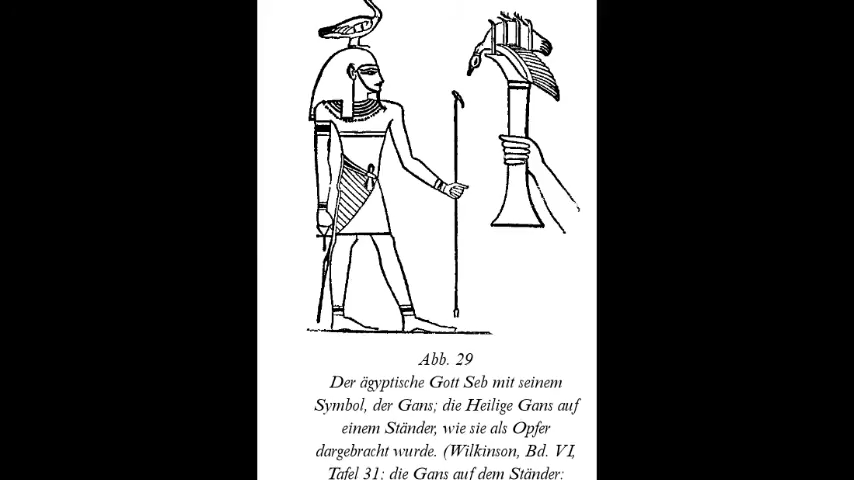 Abb. 29
Der ägyptische Gott Seb mit seinem
Symbol, der Gans; die Heilige Gans auf
einem Ständer, wie sie als Opfer
dargebracht wurde. (Wilkinson, Bd. VI,
Tafel 31; die Gans auf dem Ständer: